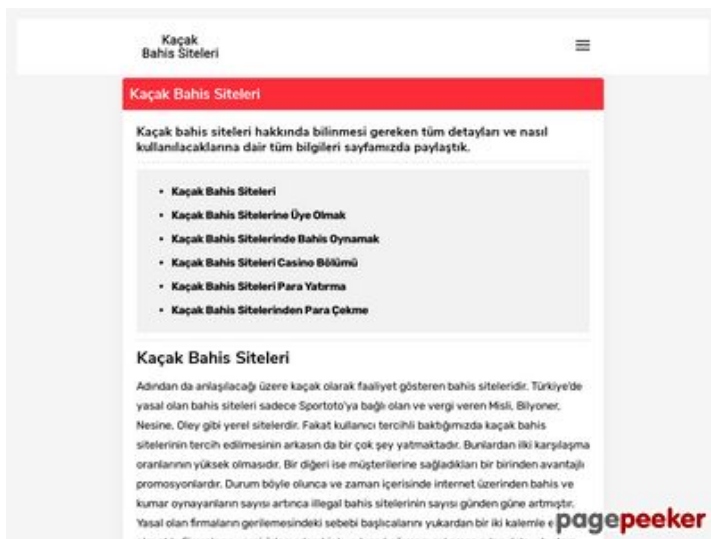 Kaçak
Bahis Siteleri
Kaçak Bahis Siteleri
Kaçak bahis siteleri hakkında bilinmesi gereken tüm detayları ve nasıl
kullanılacaklarına dair tüm bilgileri sayfamızda paylaştık.
• Kaçak Bahis Siteleri
• Kaçak Bahis Sitelerine Üye Olmak
• Kaçak Bahis Sitelerinde Bahis Oynamak
• Kaçak Bahis Siteleri Casino Bölümü
• Kaçak Bahis Siteleri Para Yatırma
• Kaçak Bahis Sitelerinden Para Çekme
Kaçak Bahis Siteleri
Adından da anlaşılacağı üzere kaçak olarak faaliyet gösteren bahis siteleridir. Türkiye'de
yasal olan bahis siteleri sadece Sportoto'ya bağlı olan ve vergi veren Misli, Bilyoner,
Nesine, Oley gibi yerel sitelerdir. Fakat kullanıcı tercihli baktığımızda kaçak bahis
sitelerinin tercih edilmesinin arkasın da bir çok şey yatmaktadır. Bunlardan ilki karşılaşma
oranlarının yüksek olmasıdır. Bir diğeri ise müşterilerine sağladıkları bir birinden avantajlı
promosyonlardır. Durum böyle olunca ve zaman içerisinde internet üzerinden bahis ve
kumar oynayanların sayısı artınca illegal bahis sitelerinin sayısı günden güne artmıştır.
Yasal olan firmaların gerilemesindeki sebebi başlıcalarını yukardan bir iki kalemle e
pagepeeker